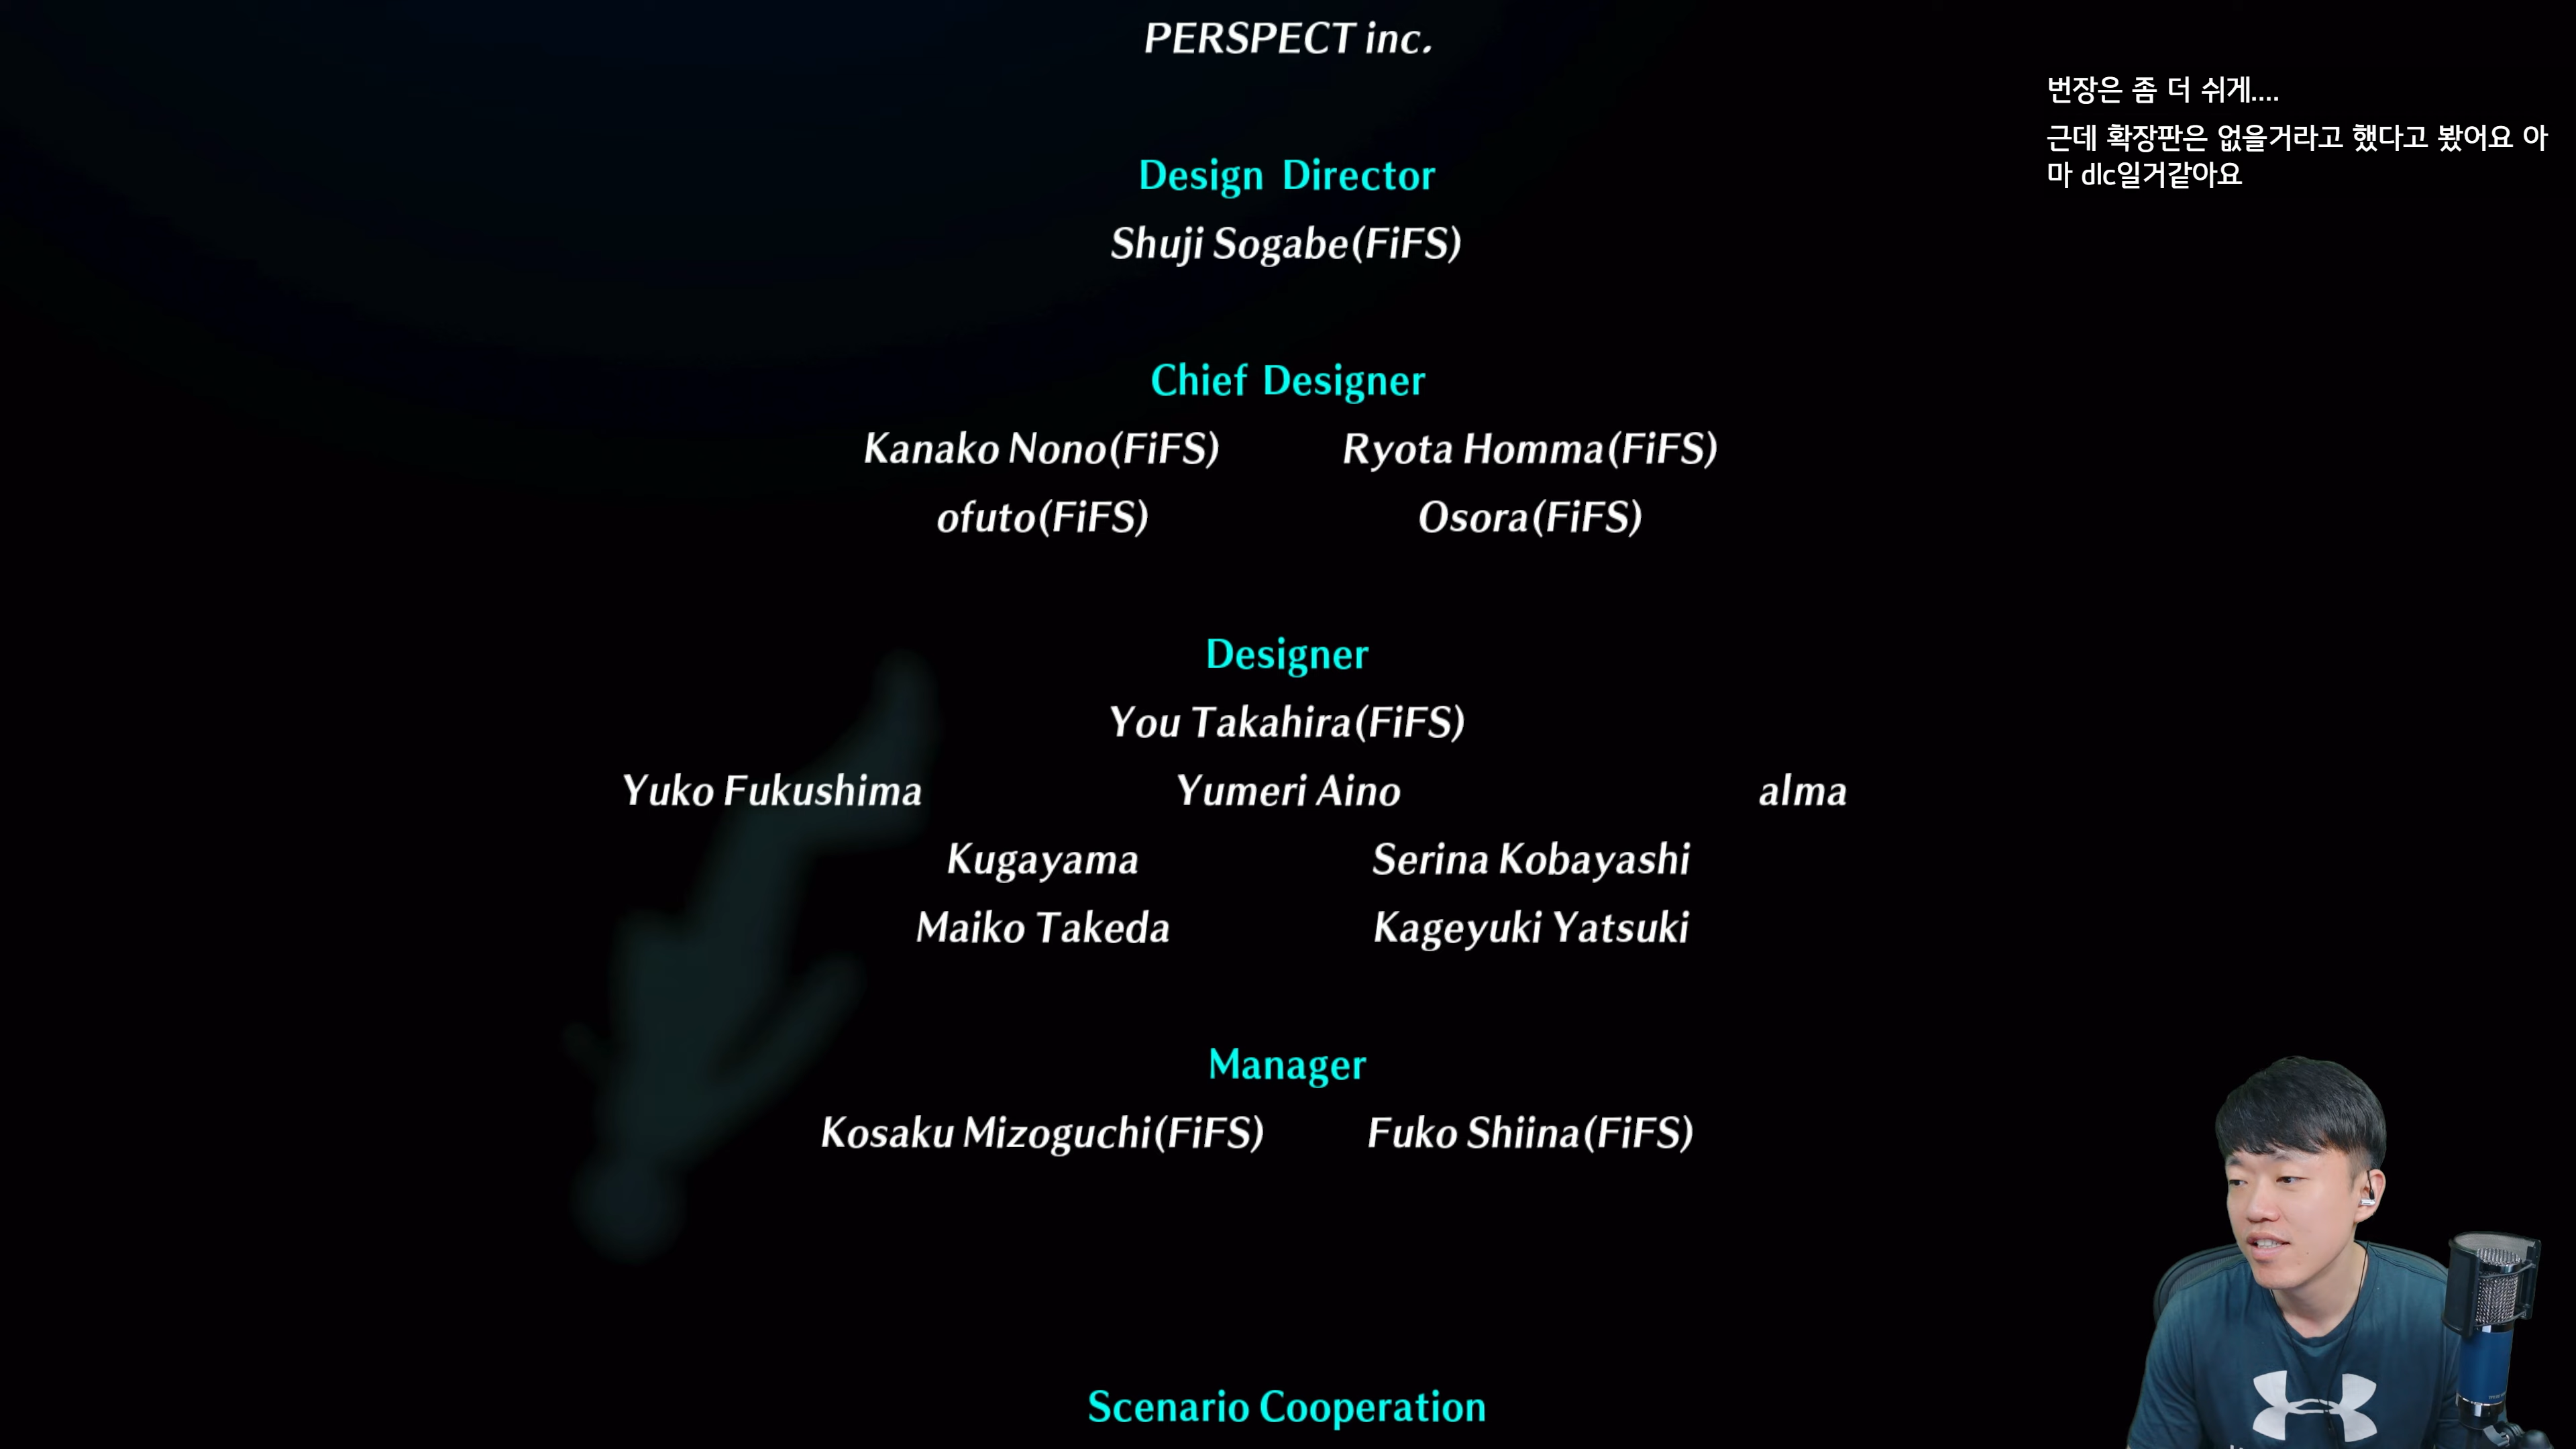 PERSPECT inc.
Design Director
Shuji Sogabe(FiFS)
Chief Designer
Kanako Nono(FiFS) Ryota Homma(FiFS)
ofuto(FiFS) Osora(FiFS)
Designer
You Takahira(FiFS)
Yuko Fukushima Yumeri Aino alma
Kugayama Serina Kobayashi
Maiko Takeda Kageyuki Yatsuki
Manager
Kosaku Mizoguchi(FiFS) Fuko Shiina(FiFS)
Scenario Cooperation
번장은 좀 더 쉬게....
근데 확장판은 없을거라고 했다고 봤어요 아
마 dlc일거같아요